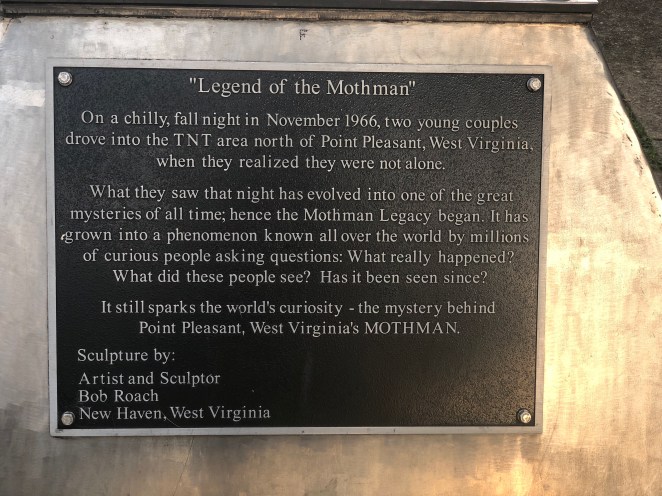 "Legend of the Mothman"
On a chilly, fall night in November 1966, two young couples
drove into the TNT area north of Point Pleasant, West Virginia,
when they realized they were not alone.
What they saw that night has evolved into one of the great
mysteries of all time; hence the Mothman Legacy began. It has
grown into a phenomenon known all over the world by millions
of curious people asking questions: What really happened?
What did these people see? Has it been seen since?
It still sparks the world's curiosity - the mystery behind
Point Pleasant, West Virginia's MOTHMAN.
Sculpture by:
Artist and Sculptor
Bob Roach
New Haven, West Virginia